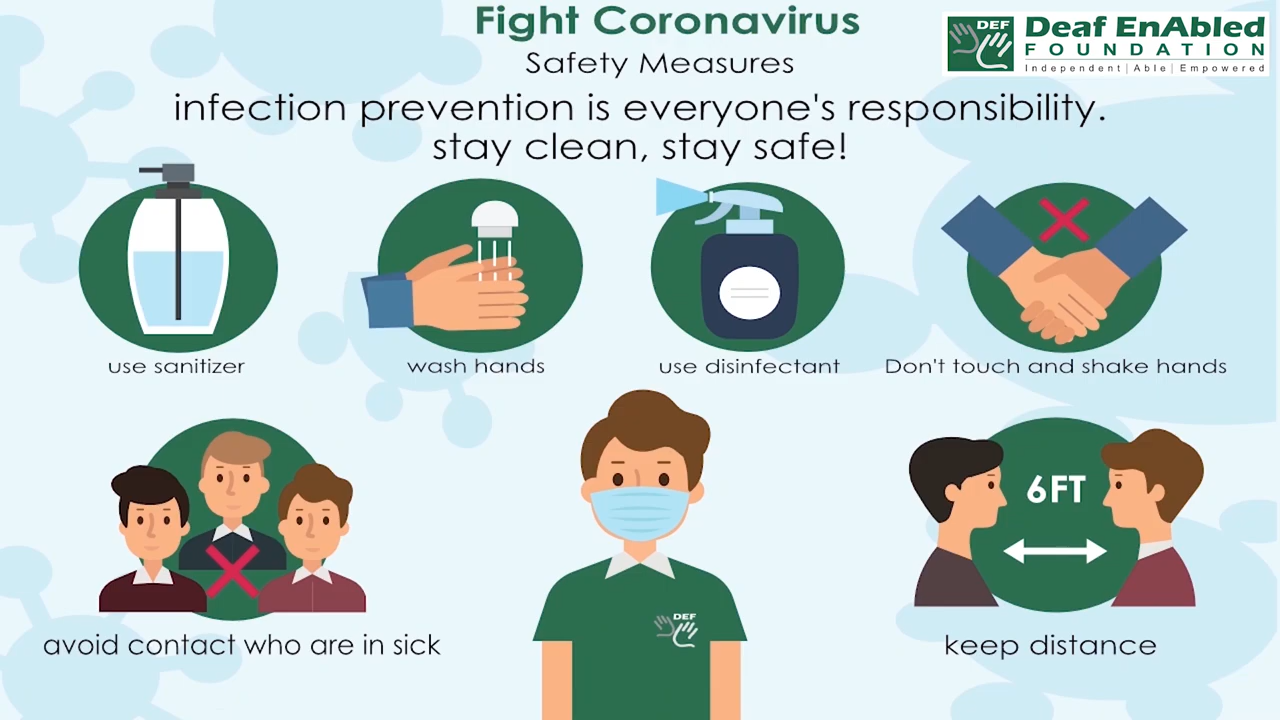 Fight Coronavirus
Safety Measures
DEF
Deaf EnAbled
FOUNDATION
Independent | Able | Empowered
infection prevention is everyone's responsibility.
stay clean, stay safe!
use sanitizer
wash hands
use disinfectant
Don't touch and shake hands
6FT
DEF
avoid contact who are in sick
keep distance